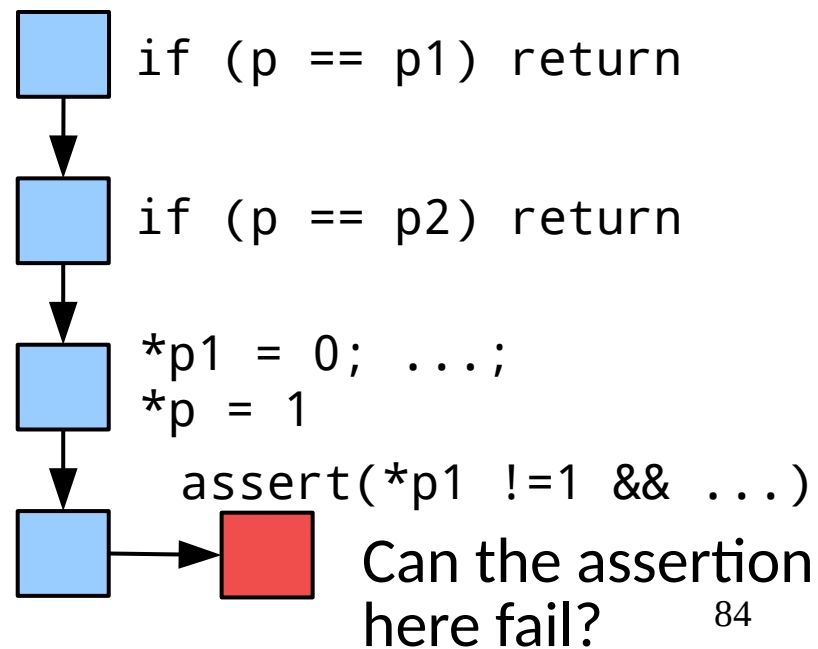 if (p == p1) return
if (p == p2) return
*p1 = 0; ...;
*p = 1
assert(*p1 !=1 && ...)
Can the assertion
here fail?
84